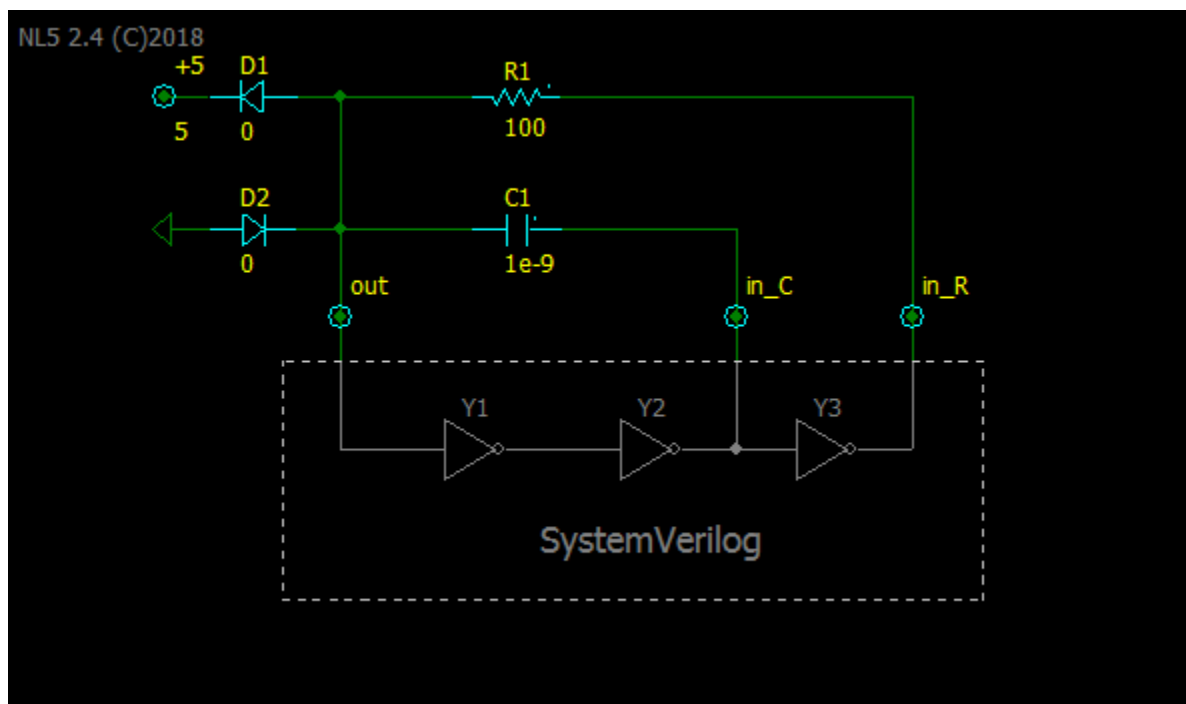 NL5 2.4 (C)2018
+5 D1 R1
5 0 100
D2 C1
0 1e-9
out in_C in_R
Y1 Y2 Y3
SystemVerilog